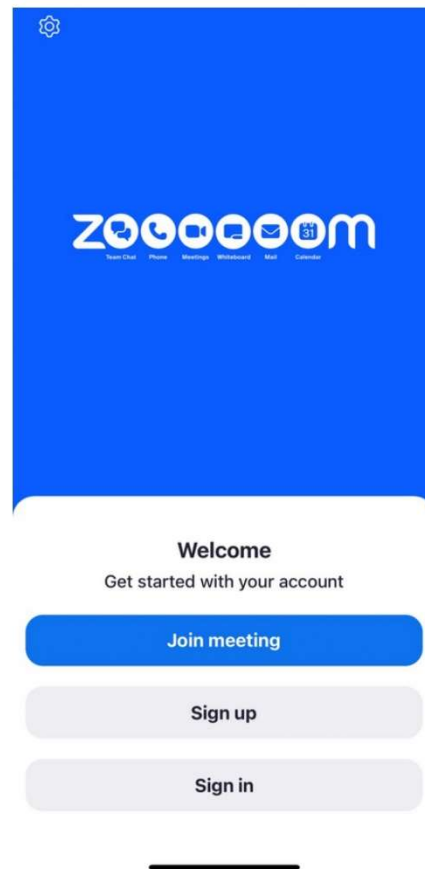 zoooooom
Team Chat Phone Meetings Whiteboard Mail Calendar
31
Welcome
Get started with your account
Join meeting
Sign up
Sign in